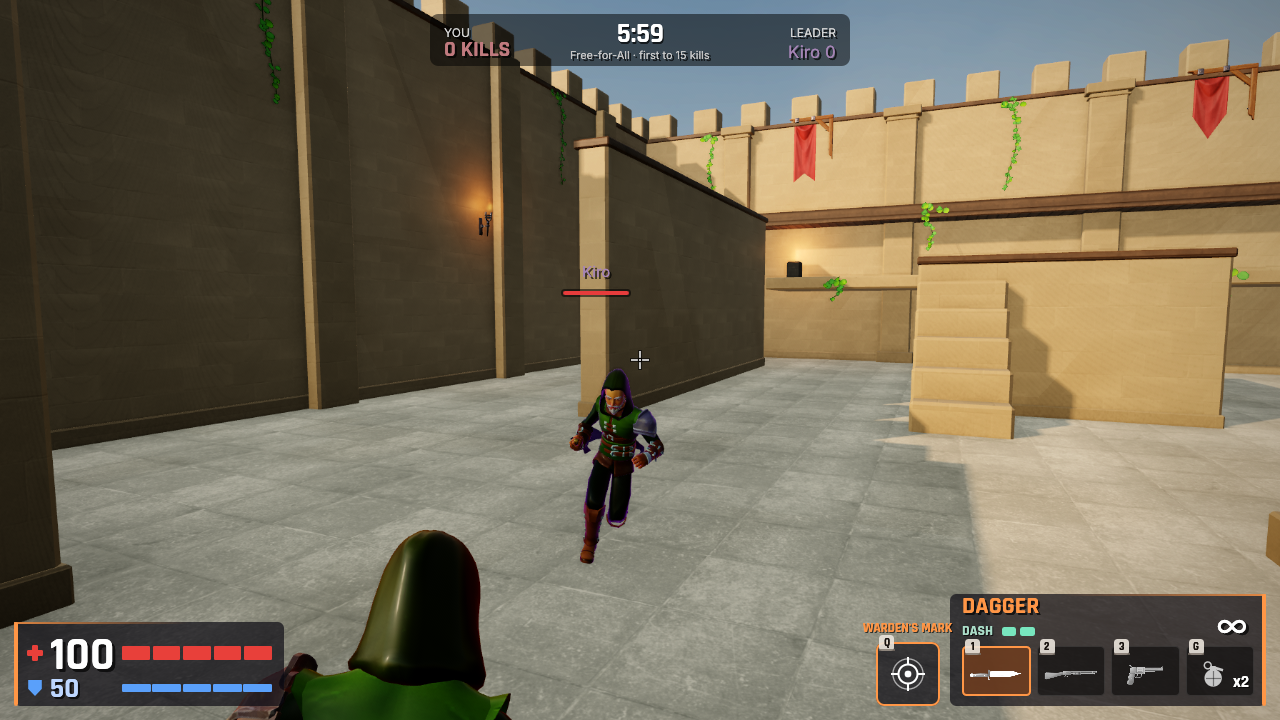 YOU
0 KILLS
5:59
Free-for-All · first to 15 kills
LEADER
Kiro 0
Kiro
100
50
WARDEN'S MARK
Q
DAGGER
DASH
∞
1
2
3
G
x2